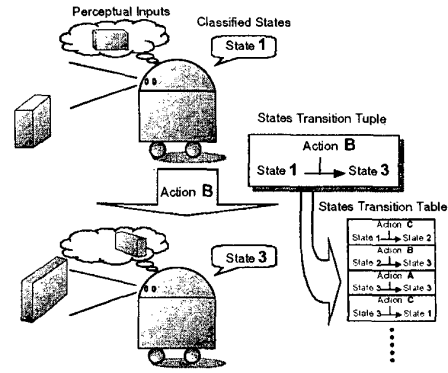 Perceptual Inputs
Classified States
State 1
States Transition Tuple
Action B
State 1 State 3
Action B
States Transition Table
Action C
State 1 State 2
Action B
State 2 State 3
Action A
State 3 State 3
Action C
State 3 State 1
State 3